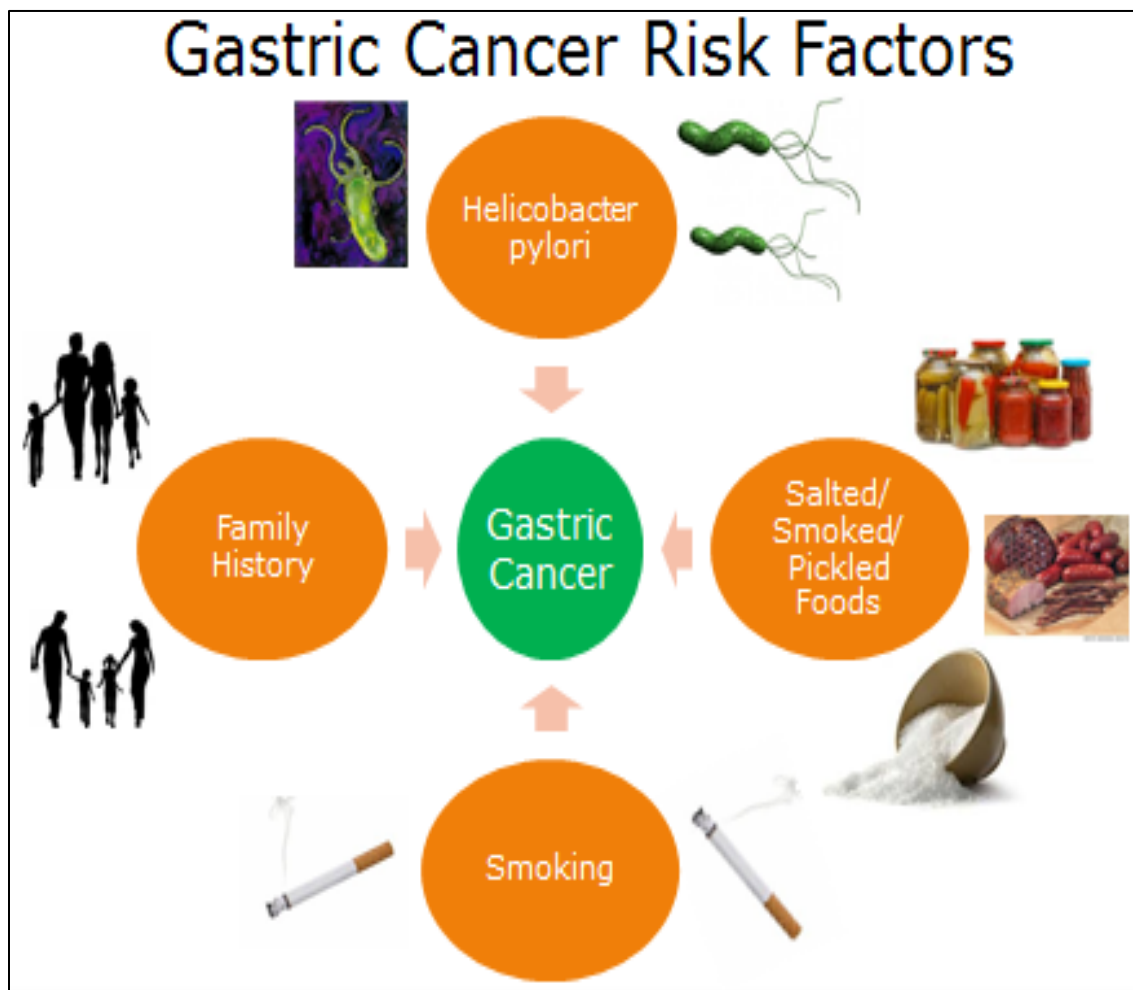 Gastric Cancer Risk Factors
Helicobacter
pylori
Family
History
Gastric
Cancer
Salted/
Smoked/
Pickled
Foods
Smoking